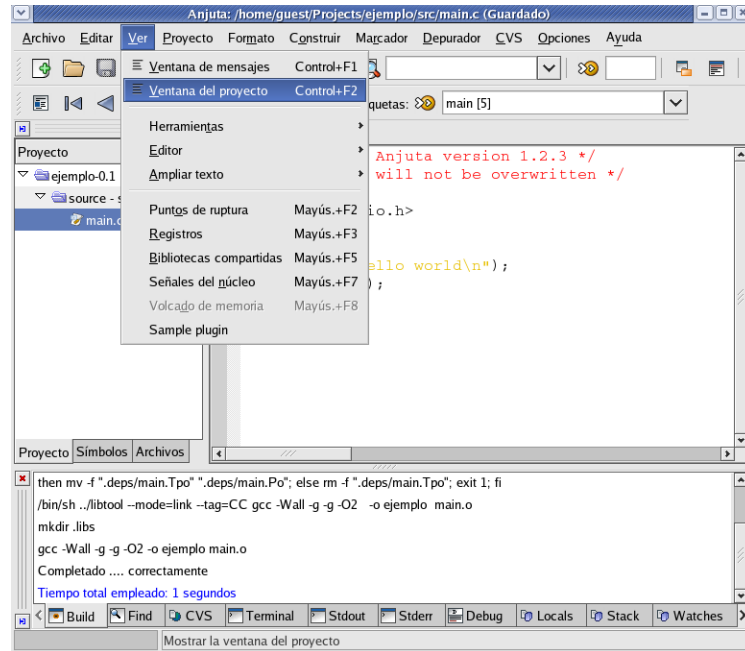 Anjuta: /home/guest/Projects/ejemplo/src/main.c (Guardado)
Archivo Editar Ver Proyecto Formato Construir Marcador Depurador CVS Opciones Ayuda
Ventana de mensajes Control+F1
Ventana del proyecto Control+F2
quetas: main [5]
Herramientas
Editor
Ampliar texto
Puntos de ruptura Mayús.+F2
Registros Mayús.+F3
Bibliotecas compartidas Mayús.+F5
Señales del núcleo Mayús.+F7
Volcado de memoria Mayús.+F8
Sample plugin
Proyecto
ejemplo-0.1
source - s
main.c
Anjuta version 1.2.3 */
will not be overwritten */
io.h>
ello world\n");
);
Proyecto Símbolos Archivos
then mv -f ".deps/main.Tpo" ".deps/main.Po"; else rm -f ".deps/main.Tpo"; exit 1; fi
/bin/sh ../libtool --mode=link --tag=CC gcc -Wall -g -g -O2 -o ejemplo main.o
mkdir .libs
gcc -Wall -g -g -O2 -o ejemplo main.o
Completado .... correctamente
Tiempo total empleado: 1 segundos
Build Find CVS Terminal Stdout Stderr Debug Locals Stack Watches
Mostrar la ventana del proyecto